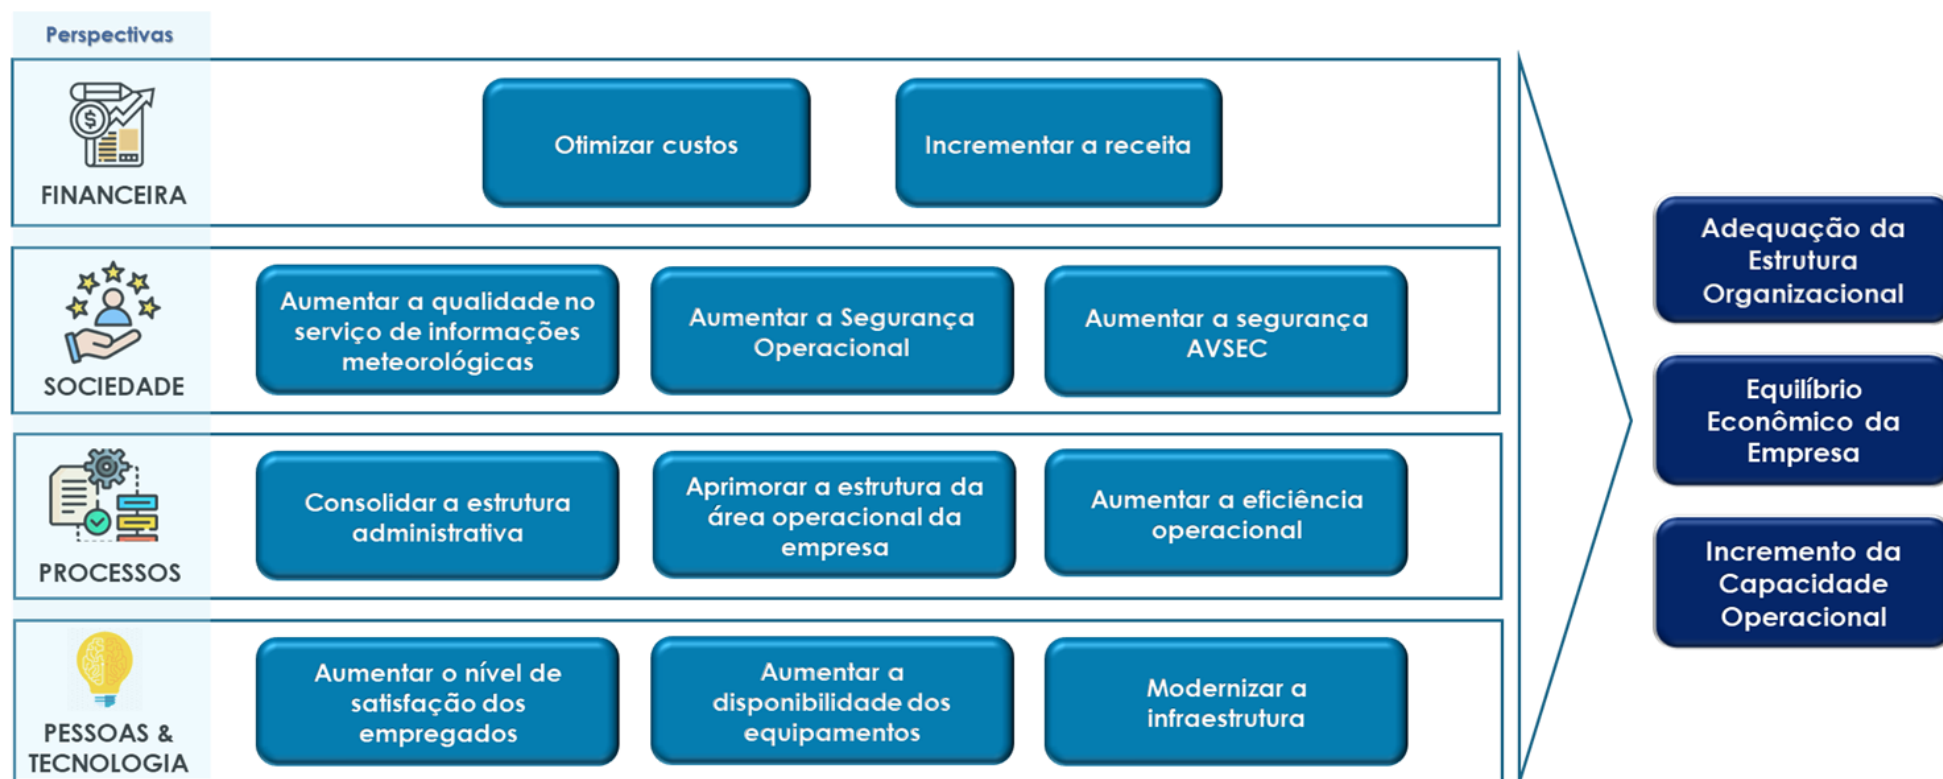 Perspectivas
FINANCEIRA
Otimizar custos
Incrementar a receita
SOCIEDADE
Aumentar a qualidade no
serviço de informações
meteorológicas
Aumentar a Segurança
Operacional
Aumentar a segurança
AVSEC
PROCESSOS
Consolidar a estrutura
administrativa
Aprimorar a estrutura da
área operacional da
empresa
Aumentar a eficiência
operacional
PESSOAS &
TECNOLOGIA
Aumentar o nível de
satisfação dos
empregados
Aumentar a
disponibilidade dos
equipamentos
Modernizar a
infraestrutura
Adequação da
Estrutura
Organizacional
Equilíbrio
Econômico da
Empresa
Incremento da
Capacidade
Operacional